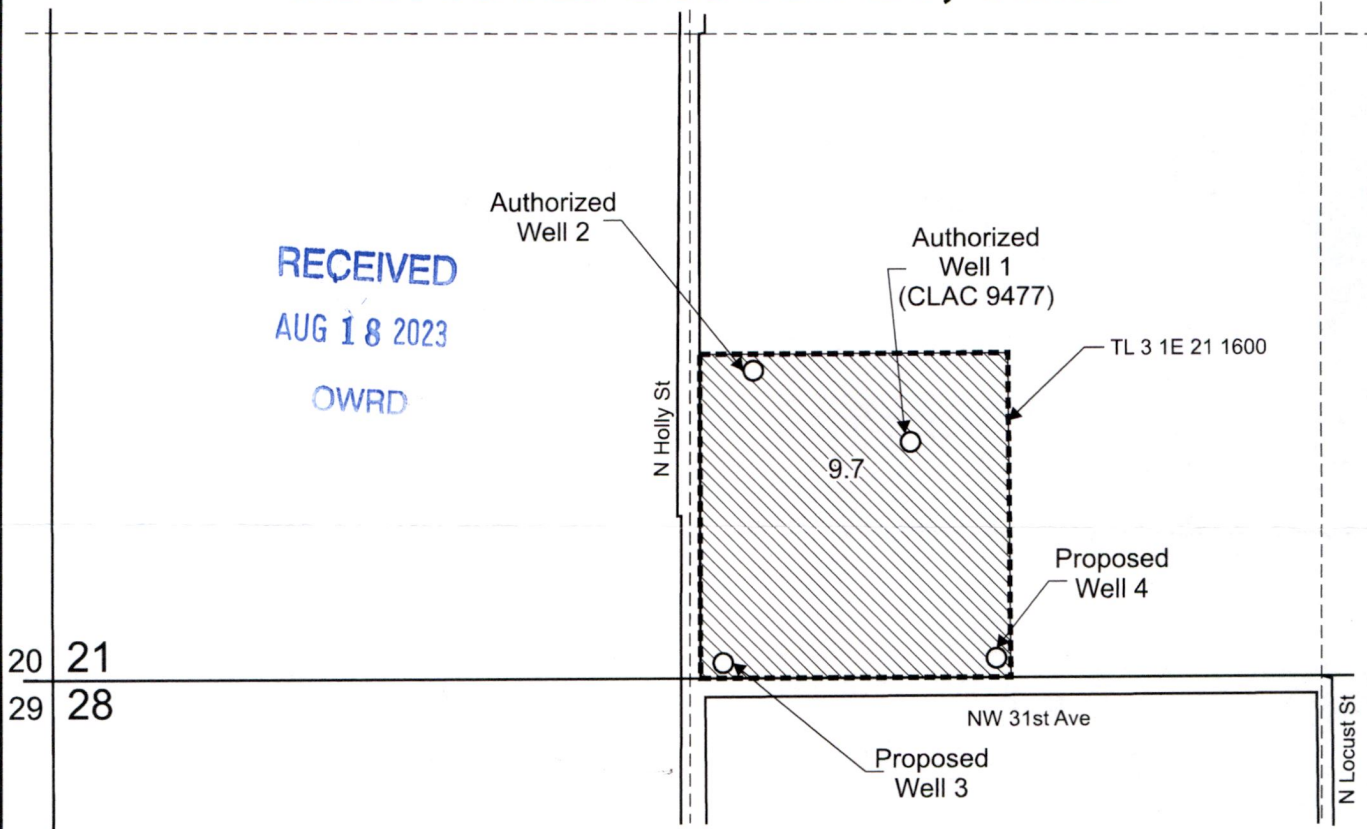 Authorized
Well 2
RECEIVED
AUG 18 2023
OWRD
Authorized
Well 1
(CLAC 9477)
TL 3 1E 21 1600
N Holly St
9.7
Proposed
Well 4
20 21
29 28
NW 31st Ave
Proposed
Well 3
N Locust St